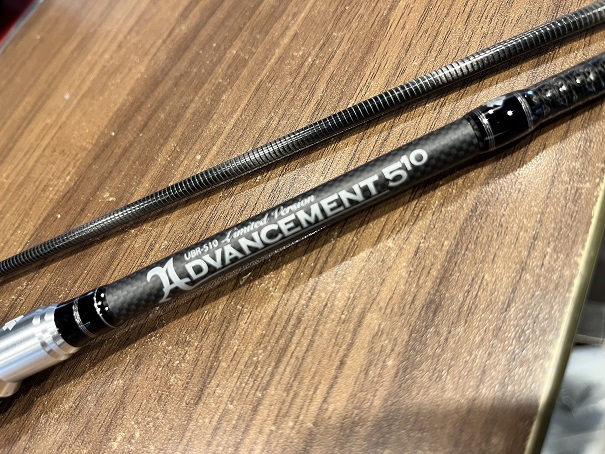 UBR-510 Limited Version
ADVANCEMENT 510